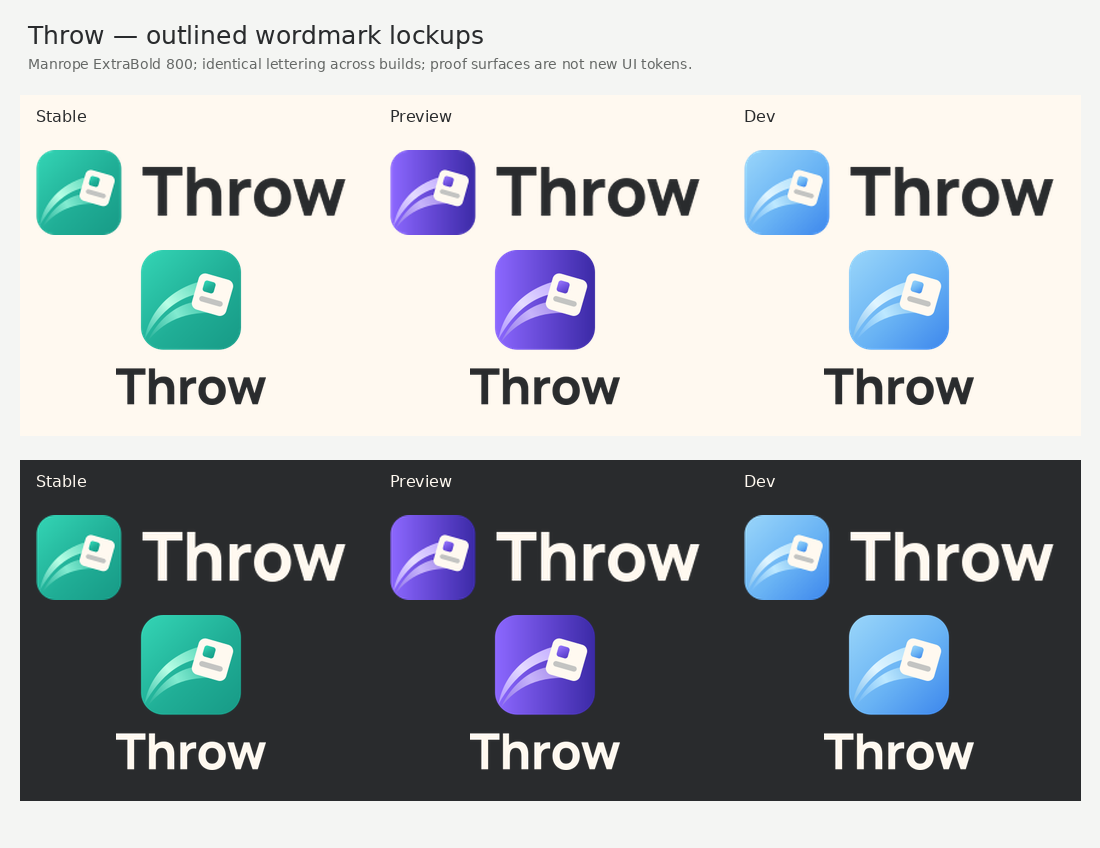 Throw — outlined wordmark lockups
Manrope ExtraBold 800; identical lettering across builds; proof surfaces are not new UI tokens.
Stable Preview Dev
Throw Throw Throw
Throw Throw Throw
Stable Preview Dev
Throw Throw Throw
Throw Throw Throw